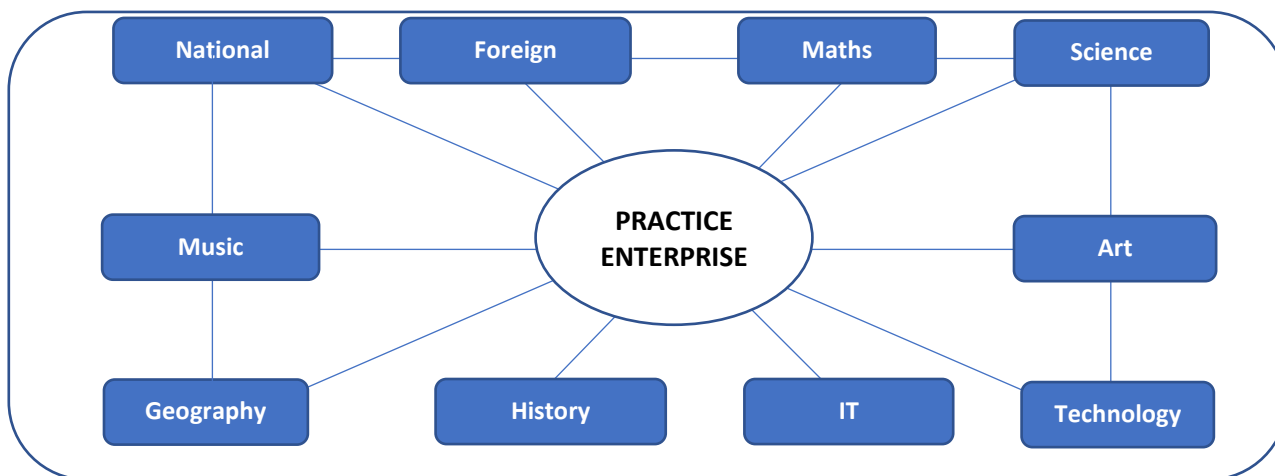 National
Foreign
Maths
Science
PRACTICE
ENTERPRISE
Music
Art
Geography
History
IT
Technology